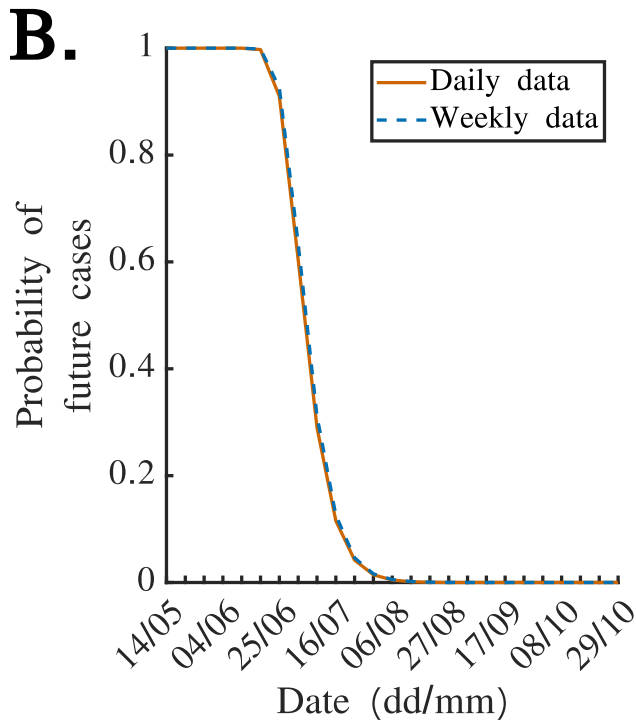 B.
Daily data
Weekly data
Probability of
future cases
1
0.8
0.6
0.4
0.2
0
14/05
04/06
25/06
16/07
06/08
27/08
17/09
08/10
29/10
Date (dd/mm)